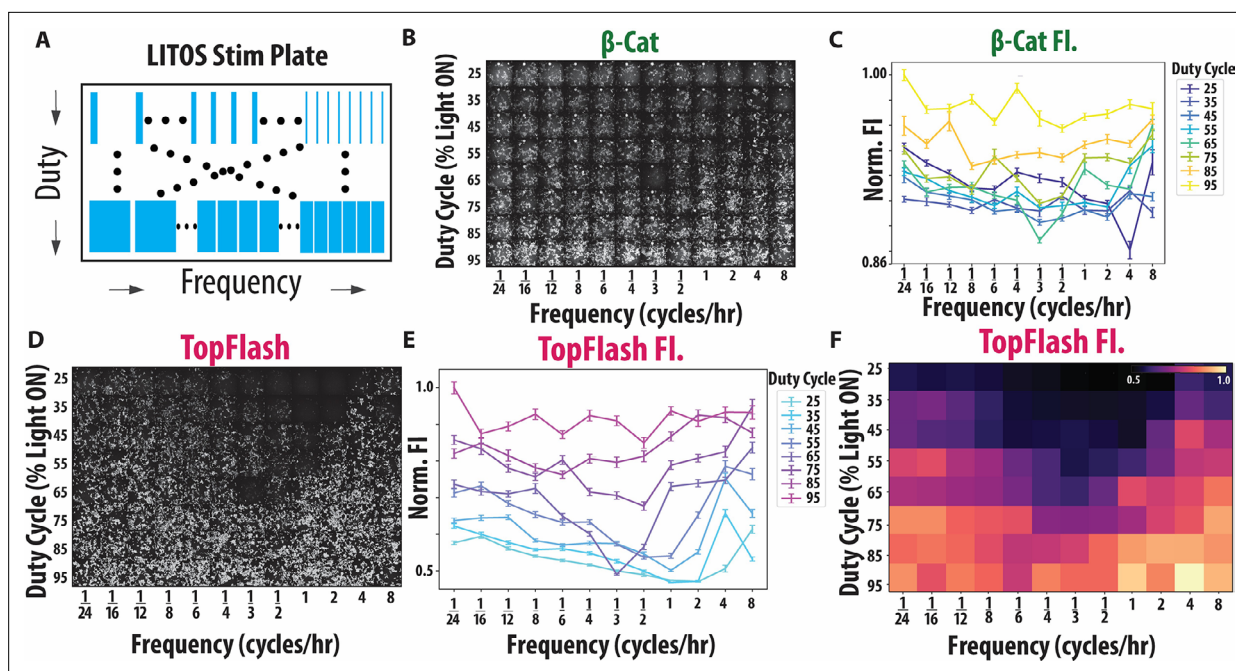 A
LITOS Stim Plate
Duty
Frequency
B
β-Cat
Duty Cycle (% Light ON)
25
35
45
55
65
75
85
95
1/24 1/16 1/12 1/8 1/6 1/4 1/3 1/2 1 2 4 8
Frequency (cycles/hr)
C
β-Cat Fl.
Norm. Fl
1.00
0.86
1/24 1/16 1/12 1/8 1/6 1/4 1/3 1/2 1 2 4 8
Frequency (cycles/hr)
Duty Cycle
25
35
45
55
65
75
85
95
D
TopFlash
Duty Cycle (% Light ON)
25
35
45
55
65
75
85
95
1/24 1/16 1/12 1/8 1/6 1/4 1/3 1/2 1 2 4 8
Frequency (cycles/hr)
E
TopFlash Fl.
Norm. Fl
1.0
0.5
1/24 1/16 1/12 1/8 1/6 1/4 1/3 1/2 1 2 4 8
Frequency (cycles/hr)
Duty Cycle
25
35
45
55
65
75
85
95
F
TopFlash Fl.
0.5 1.0
Duty Cycle (% Light ON)
25
35
45
55
65
75
85
95
1/24 1/16 1/12 1/8 1/6 1/4 1/3 1/2 1 2 4 8
Frequency (cycles/hr)